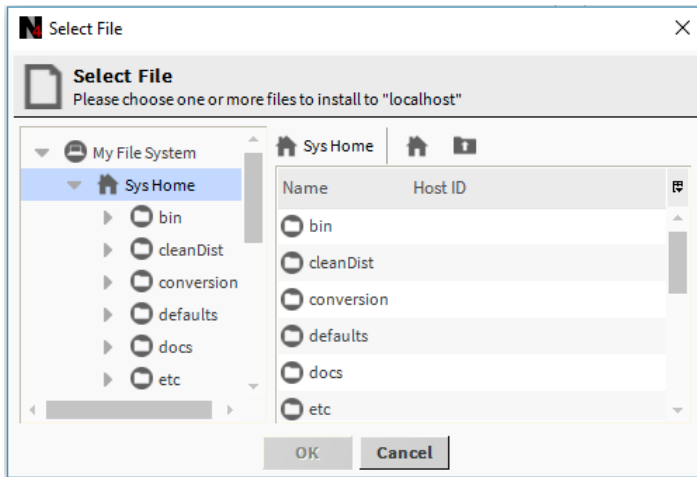 N4 Select File
Select File
Please choose one or more files to install to "localhost"
My File System
Sys Home
bin
cleanDist
conversion
defaults
docs
etc
Sys Home
Name Host ID
bin
cleanDist
conversion
defaults
docs
etc
OK Cancel